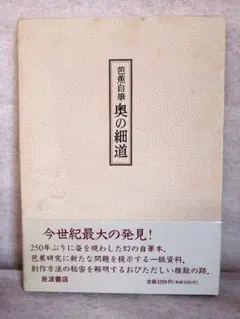 芭蕉自筆 奥の細道
今世紀最大の発見!
250年ぶりに姿を現わした幻の自筆本.
芭蕉研究に新たな問題を提示する一級資料.
創作方法の秘密を解明するおびただしい推敲の跡.
岩波書店